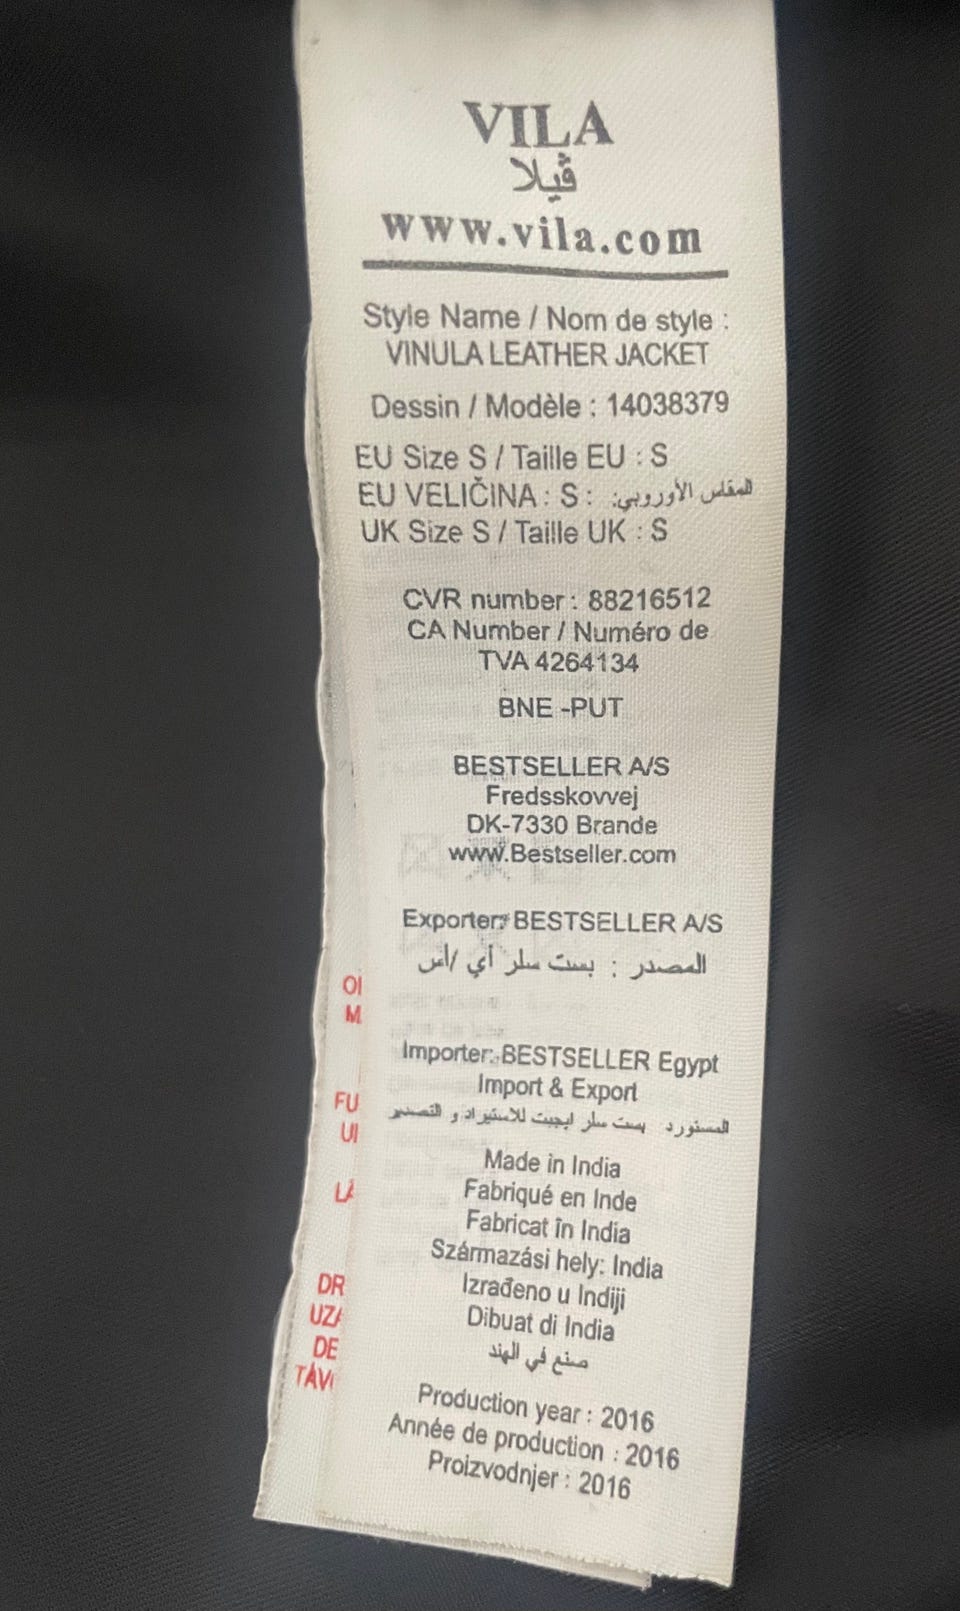 VILA
ڤيلا
www.vila.com
Style Name / Nom de style :
VINULA LEATHER JACKET
Dessin / Modèle : 14038379
EU Size S / Taille EU : S
EU VELIČINA : S : المقاس الأوروبي:
UK Size S / Taille UK : S
CVR number : 88216512
CA Number / Numéro de
TVA 4264134
BNE -PUT
BESTSELLER A/S
Fredsskovvej
DK-7330 Brande
www.Bestseller.com
Exporter: BESTSELLER A/S
المصدر : بست سلر أي /أس
Importer: BESTSELLER Egypt
Import & Export
المستورد بست سلر ايجبت للاستيراد و التصدير
Made in India
Fabriqué en Inde
Fabricat în India
Származási hely: India
Izrađeno u Indiji
Dibuat di India
صنع في الهند
Production year : 2016
Année de production : 2016
Proizvodnjer : 2016
FU
DR
DE